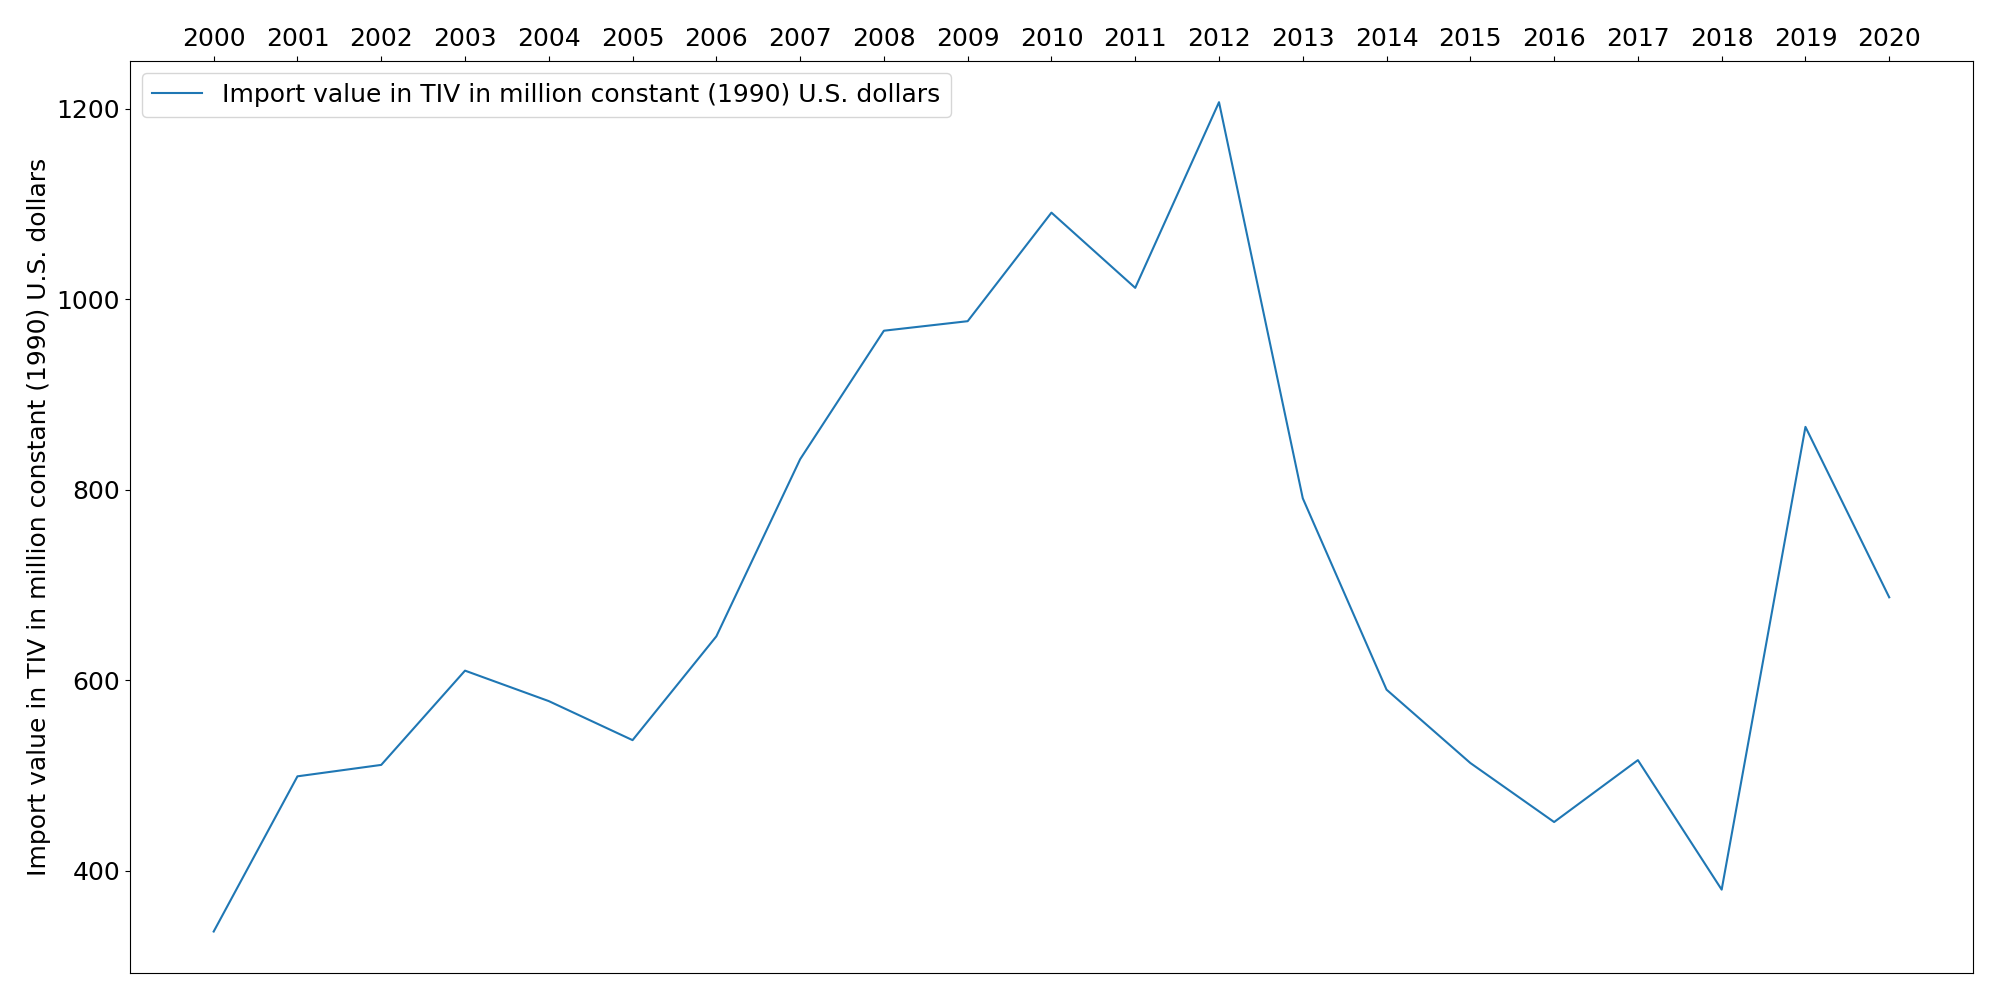 2000 2001 2002 2003 2004 2005 2006 2007 2008 2009 2010 2011 2012 2013 2014 2015 2016 2017 2018 2019 2020
Import value in TIV in million constant (1990) U.S. dollars
1200
1000
800
600
400
Import value in TIV in million constant (1990) U.S. dollars